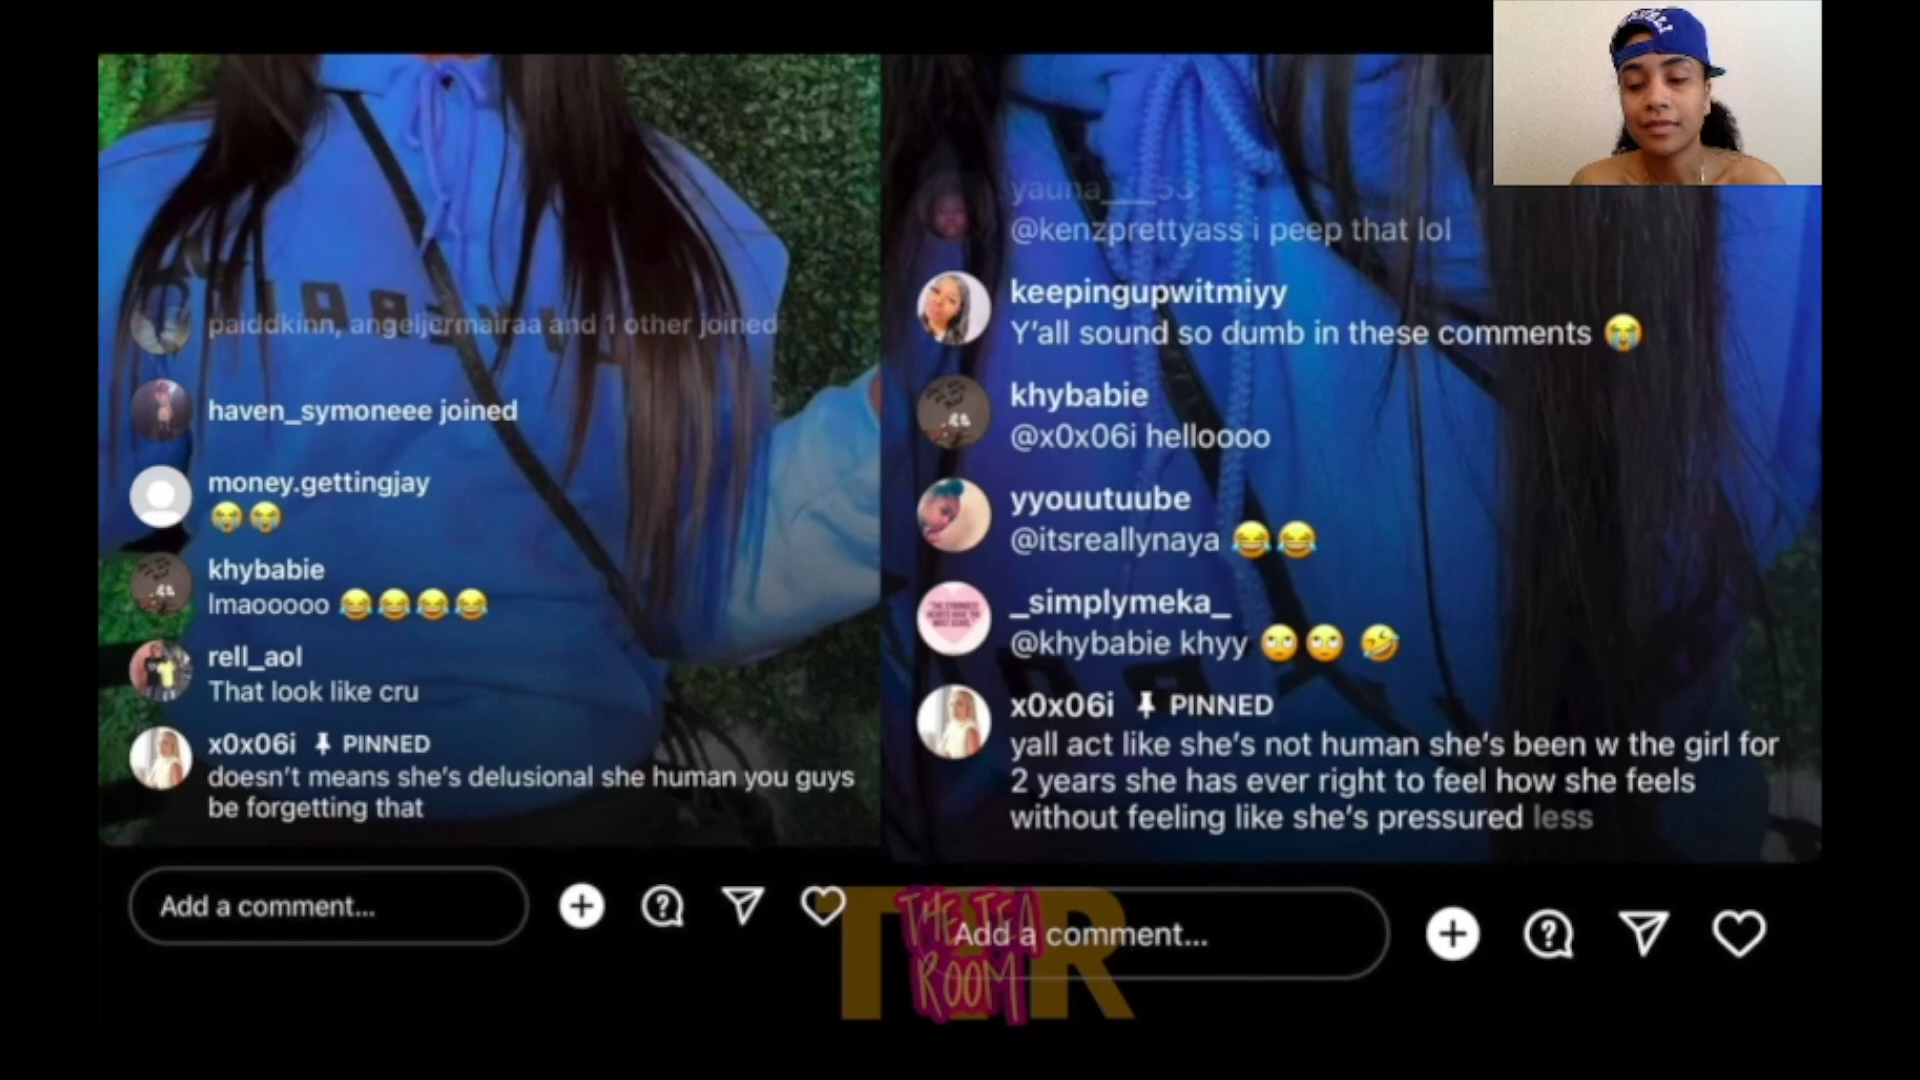 paiddkinn, angeljermairaa and 1 other joined
haven_symoneee joined
money.gettingjay
😭😭
khybabie
lmaooooo 😂😂😂😂
rell_aol
That look like cru
x0x06i PINNED
doesn't means she's delusional she human you guys
be forgetting that
Add a comment...
yauna____53
@kenzprettyass i peep that lol
keepingupwitmiyy
Y'all sound so dumb in these comments 😭
khybabie
@x0x06i helloooo
yyouutuube
@itsreallynaya 😂😂
_simplymeka_
@khybabie khyy 🙄🙄 🤣
x0x06i PINNED
yall act like she's not human she's been w the girl for
2 years she has ever right to feel how she feels
without feeling like she's pressured less
Add a comment...
THE TEA
ROOM